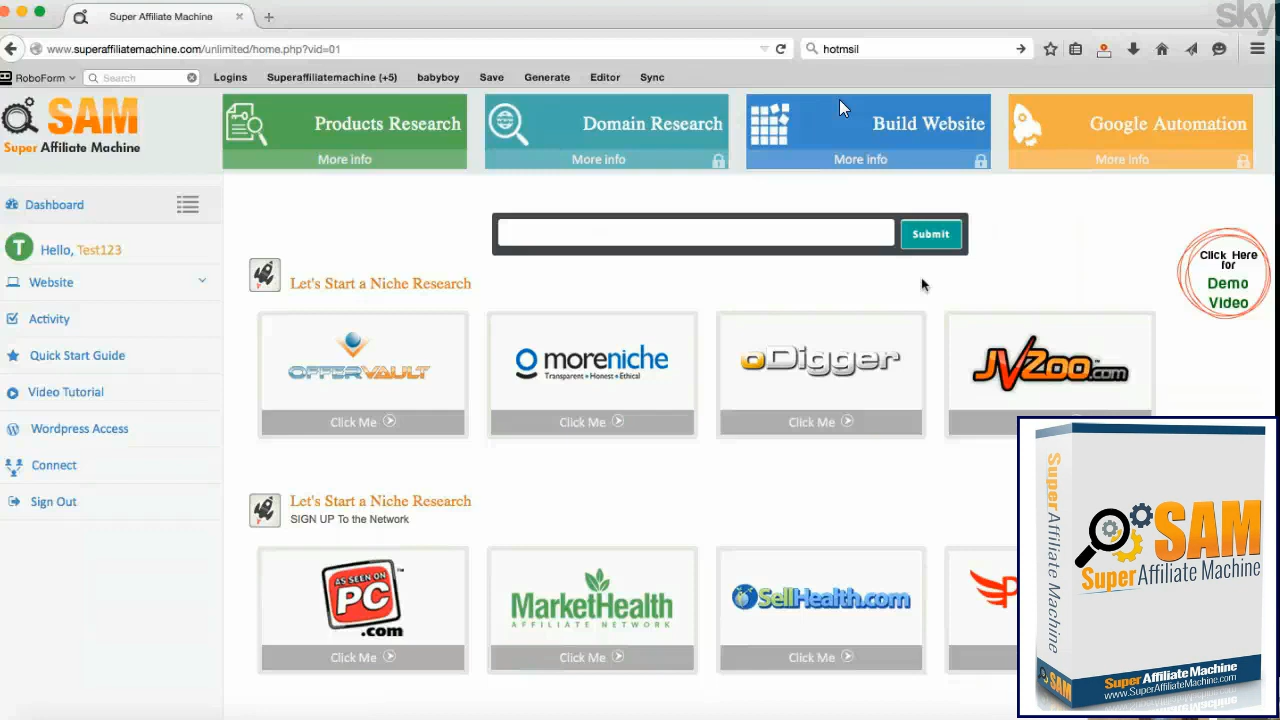 Super Affiliate Machine
sky
www.superaffiliatemachine.com/unlimited/home.php?vid=01
hotmsil
RoboForm
Search
Logins
Superaffiliatemachine (+5)
babyboy
Save
Generate
Editor
Sync
SAM
Super Affiliate Machine
Products Research
More info
Domain Research
More info
Build Website
More info
Google Automation
More info
Dashboard
T
Hello, Test123
Website
Activity
Quick Start Guide
Video Tutorial
Wordpress Access
Connect
Sign Out
Submit
Click Here
for
Demo
Video
Let's Start a Niche Research
OFFERVAULT
Click Me
moreniche
Transparent • Honest • Ethical
Click Me
oDigger
Click Me
JVZoo.com
Let's Start a Niche Research
SIGN UP To the Network
AS SEEN ON
PC
.com
Click Me
MarketHealth
AFFILIATE NETWORK
Click Me
SellHealth.com
Click Me
Super Affiliate Machine
SAM
Super Affiliate Machine
SAM
Super Affiliate Machine
www.SuperAffiliateMachine.com